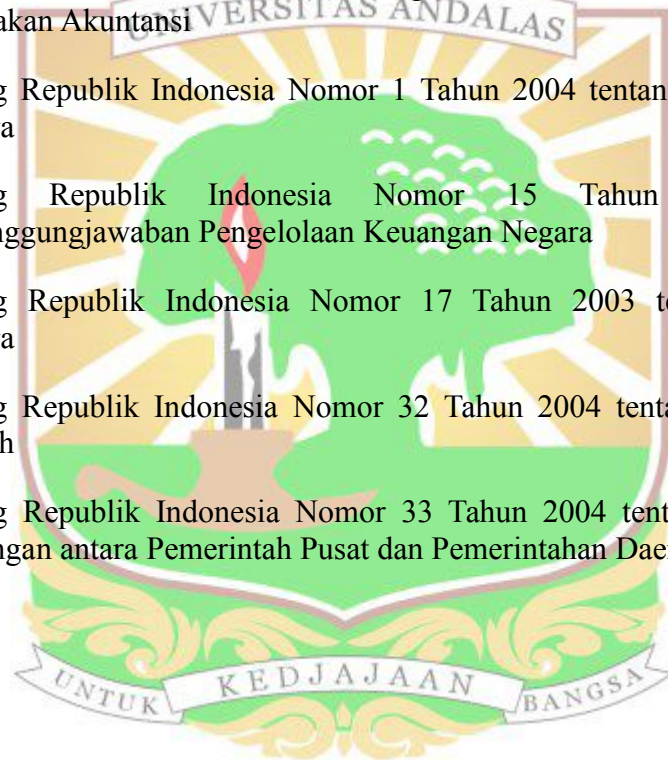 akan Akuntansi
UNIVERSITAS ANDALAS
g Republik Indonesia Nomor 1 Tahun 2004 tentan
ra
g Republik Indonesia Nomor 15 Tahun
nggungjawaban Pengelolaan Keuangan Negara
g Republik Indonesia Nomor 17 Tahun 2003 te
ra
g Republik Indonesia Nomor 32 Tahun 2004 tenta
h
g Republik Indonesia Nomor 33 Tahun 2004 tent
ngan antara Pemerintah Pusat dan Pemerintahan Dae
UNTUK KEDJAJAAN BANGSA